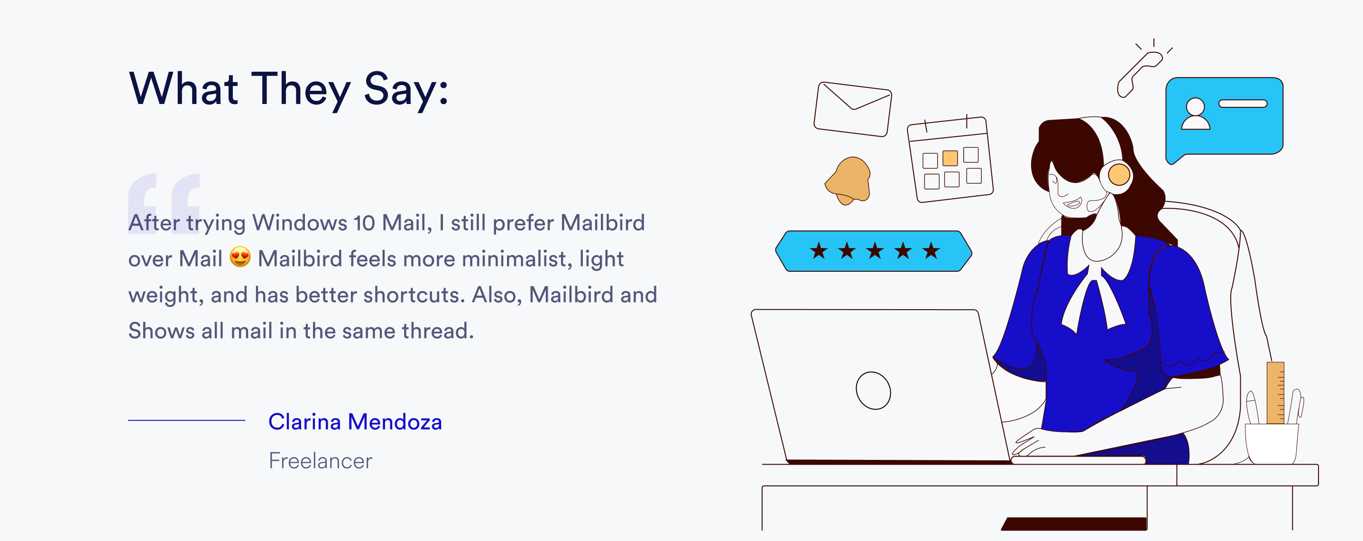 What They Say:
After trying Windows 10 Mail, I still prefer Mailbird
over Mail 😍 Mailbird feels more minimalist, light
weight, and has better shortcuts. Also, Mailbird and
Shows all mail in the same thread.
Clarina Mendoza
Freelancer